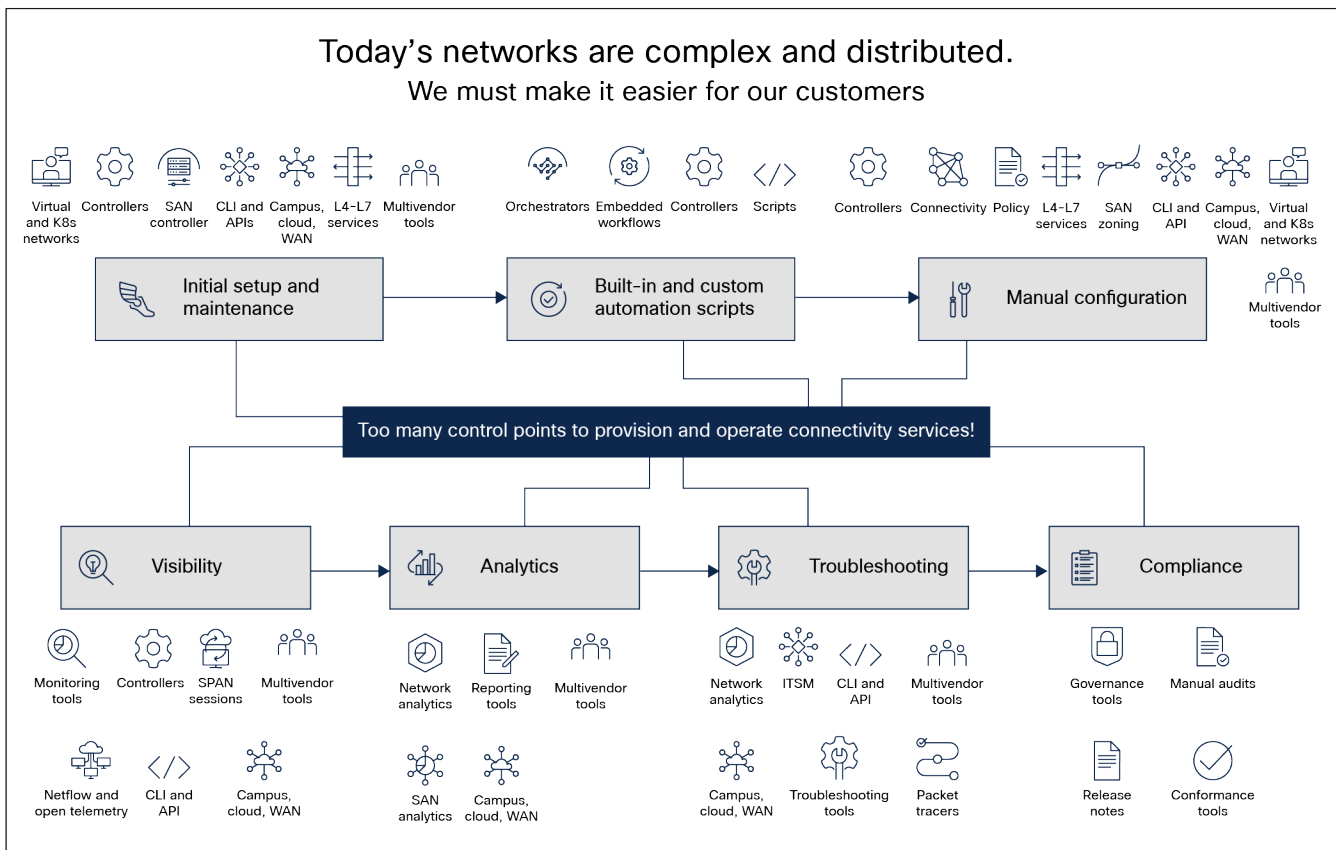 Today's networks are complex and distributed.
We must make it easier for our customers
Virtual
and K8s
networks
Controllers
SAN
controller
CLI and
APIs
Campus,
cloud,
WAN
L4-L7
services
Multivendor
tools
Orchestrators
Embedded
workflows
Controllers
Scripts
Controllers
Connectivity
Policy
L4-L7
services
SAN
zoning
CLI and
API
Campus,
cloud,
WAN
Virtual
and K8s
networks
Multivendor
tools
Initial setup and
maintenance
Built-in and custom
automation scripts
Manual configuration
Too many control points to provision and operate connectivity services!
Visibility
Analytics
Troubleshooting
Compliance
Monitoring
tools
Controllers
SPAN
sessions
Multivendor
tools
Netflow and
open telemetry
CLI and
API
Campus,
cloud, WAN
Network
analytics
Reporting
tools
Multivendor
tools
SAN
analytics
Campus,
cloud, WAN
Network
analytics
ITSM
CLI and
API
Multivendor
tools
Campus,
cloud, WAN
Troubleshooting
tools
Packet
tracers
Governance
tools
Manual audits
Release
notes
Conformance
tools